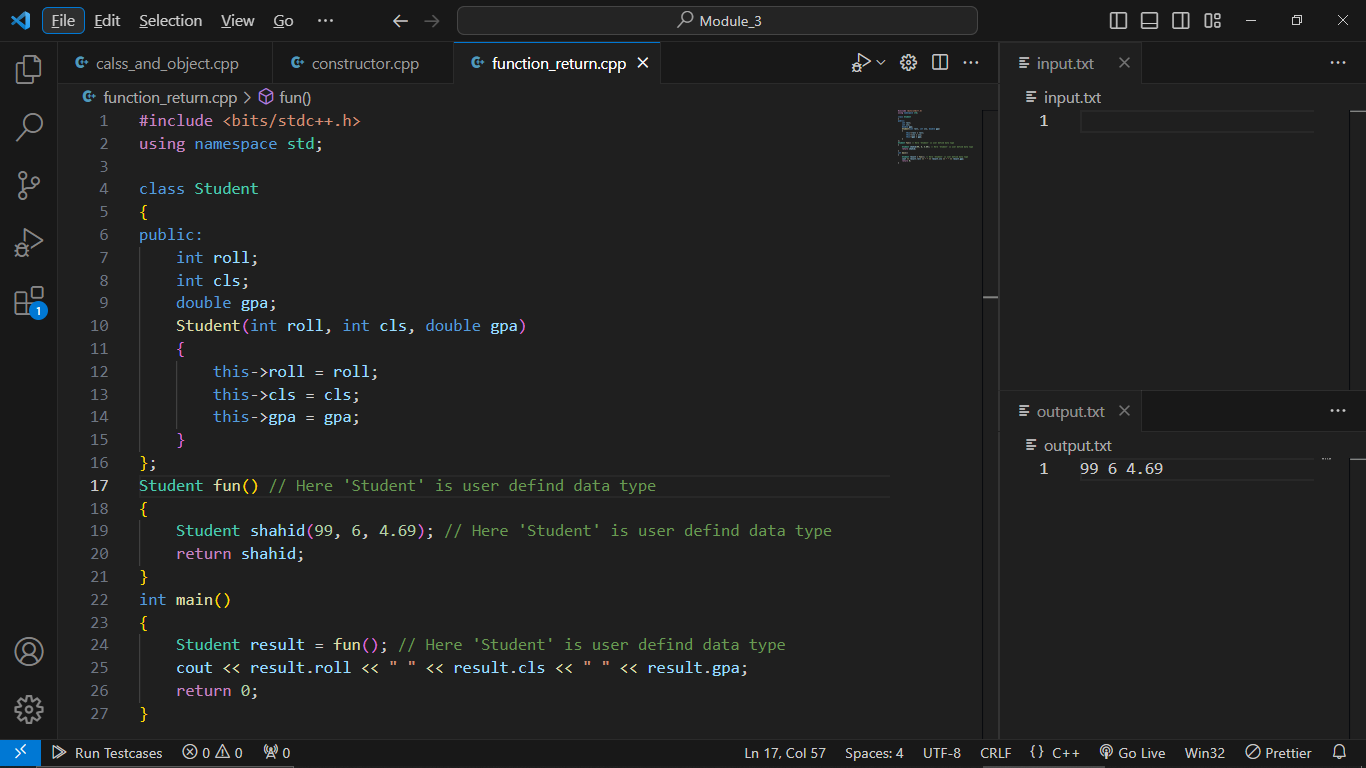 File Edit Selection View Go ··· Module_3
calss_and_object.cpp constructor.cpp function_return.cpp
function_return.cpp > fun()
1 #include <bits/stdc++.h>
2 using namespace std;
3
4 class Student
5 {
6 public:
7 int roll;
8 int cls;
9 double gpa;
10 Student(int roll, int cls, double gpa)
11 {
12 this->roll = roll;
13 this->cls = cls;
14 this->gpa = gpa;
15 }
16 };
17 Student fun() // Here 'Student' is user defind data type
18 {
19 Student shahid(99, 6, 4.69); // Here 'Student' is user defind data type
20 return shahid;
21 }
22 int main()
23 {
24 Student result = fun(); // Here 'Student' is user defind data type
25 cout << result.roll << " " << result.cls << " " << result.gpa;
26 return 0;
27 }
input.txt
input.txt
1
output.txt
output.txt
1 99 6 4.69
1
Run Testcases 0 0 0 Ln 17, Col 57 Spaces: 4 UTF-8 CRLF {} C++ Go Live Win32 Prettier